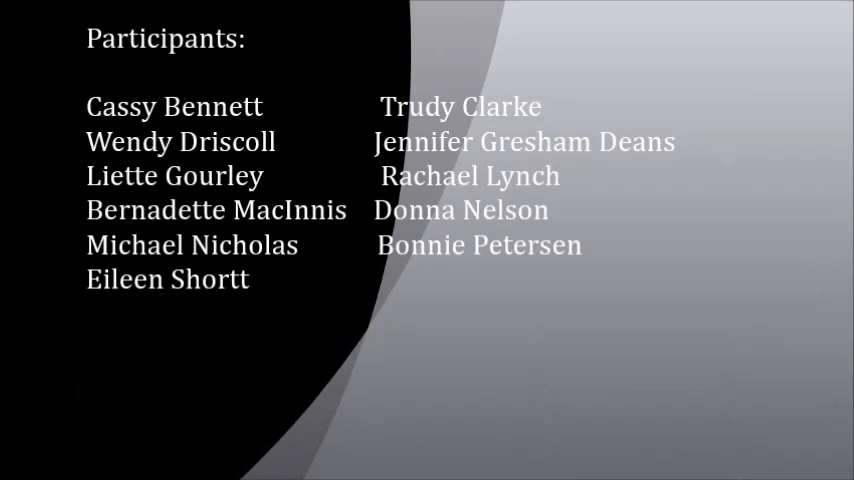 Participants:
Cassy Bennett Trudy Clarke
Wendy Driscoll Jennifer Gresham Deans
Liette Gourley Rachael Lynch
Bernadette MacInnis Donna Nelson
Michael Nicholas Bonnie Petersen
Eileen Shortt